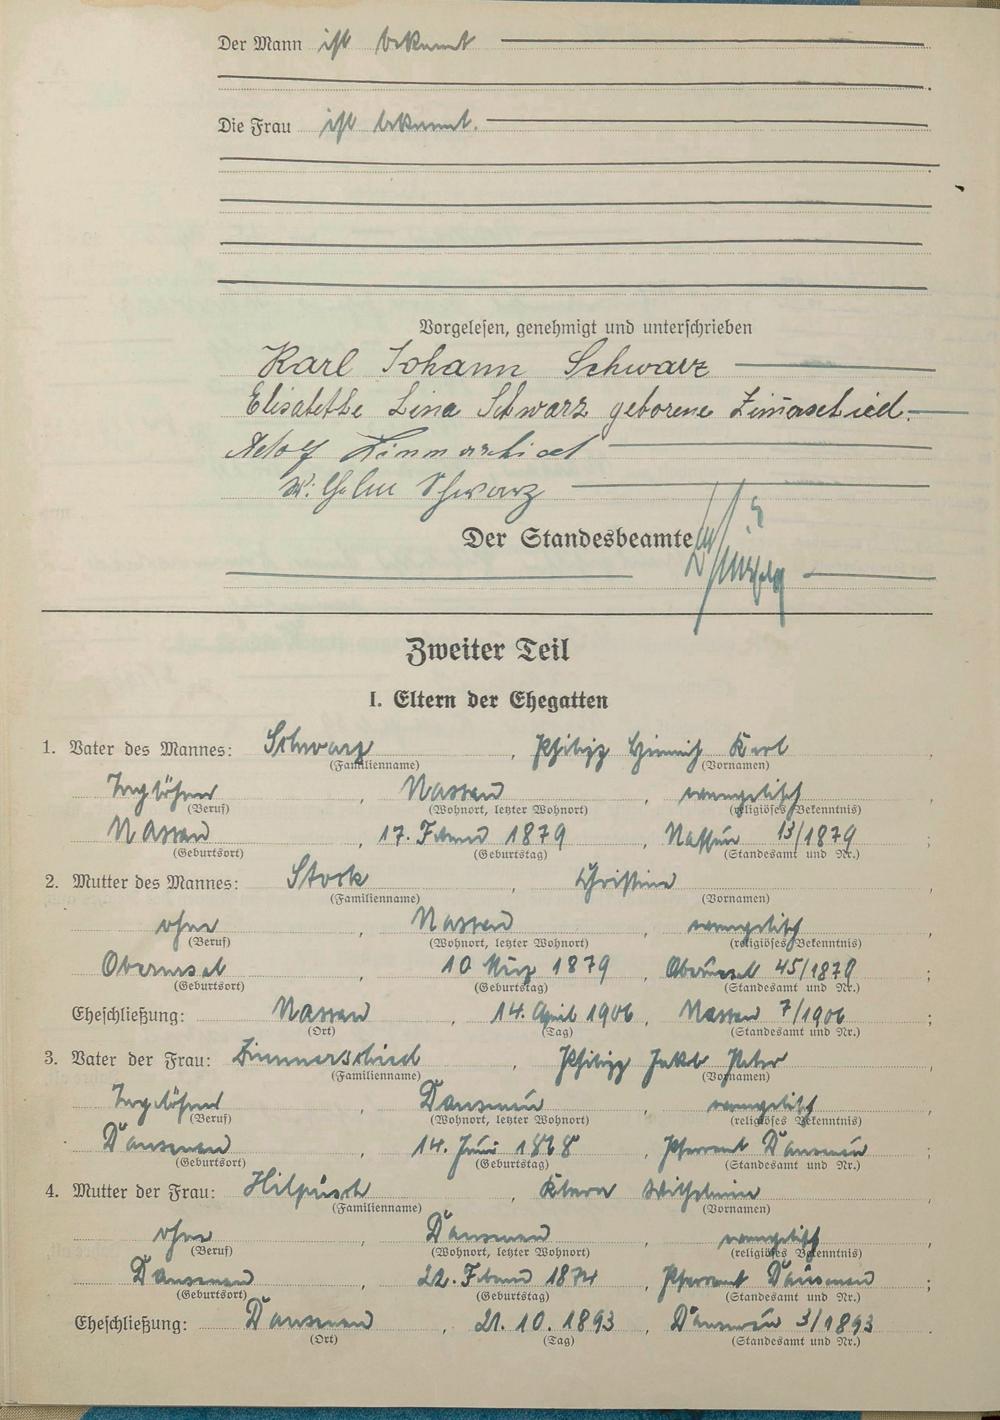 Der Mann ist bekannt
Die Frau ist bekannt.
Vorgelesen, genehmigt und unterschrieben
Karl Johann Schwarz
Elisabethe Lina Schwarz geborene Zimmerschied.
Adolf Zimmerschied
Wilhelm Schwarz
Der Standesbeamte
Zweiter Teil
I. Eltern der Ehegatten
1. Vater des Mannes: Schwarz, Philipp Heinrich Karl,
(Familienname) (Vornamen)
Taglöhner, Nassau, evangelisch,
(Beruf) (Wohnort, letzter Wohnort) (religiöses Bekenntnis)
Nassau, 17. Februar 1879, Nassau 13/1879;
(Geburtsort) (Geburtstag) (Standesamt und Nr.)
2. Mutter des Mannes: Stork, Christine,
(Familienname) (Vornamen)
ohne, Nassau, evangelisch,
(Beruf) (Wohnort, letzter Wohnort) (religiöses Bekenntnis)
Oberursel, 10 März 1879, Oberursel 45/1879;
(Geburtsort) (Geburtstag) (Standesamt und Nr.)
Eheschließung: Nassau, 14. April 1906, Nassau 7/1906;
(Ort) (Tag) (Standesamt und Nr.)
3. Vater der Frau: Zimmerschied, Philipp Jakob Peter
(Familienname) (Vornamen)
Taglöhner, Dausenau, evangelisch,
(Beruf) (Wohnort, letzter Wohnort) (religiöses Bekenntnis)
Dausenau, 14. Juni 1868, Pfarramt Dausenau;
(Geburtsort) (Geburtstag) (Standesamt und Nr.)
4. Mutter der Frau: Hilpüsch, Klara Wilhelmine
(Familienname) (Vornamen)
ohne, Dausenau, evangelisch,
(Beruf) (Wohnort, letzter Wohnort) (religiöses Bekenntnis)
Dausenau, 22. Februar 1874, Pfarramt Dausenau;
(Geburtsort) (Geburtstag) (Standesamt und Nr.)
Eheschließung: Dausenau, 21. 10. 1893, Dausenau 3/1893
(Ort) (Tag) (Standesamt und Nr.)